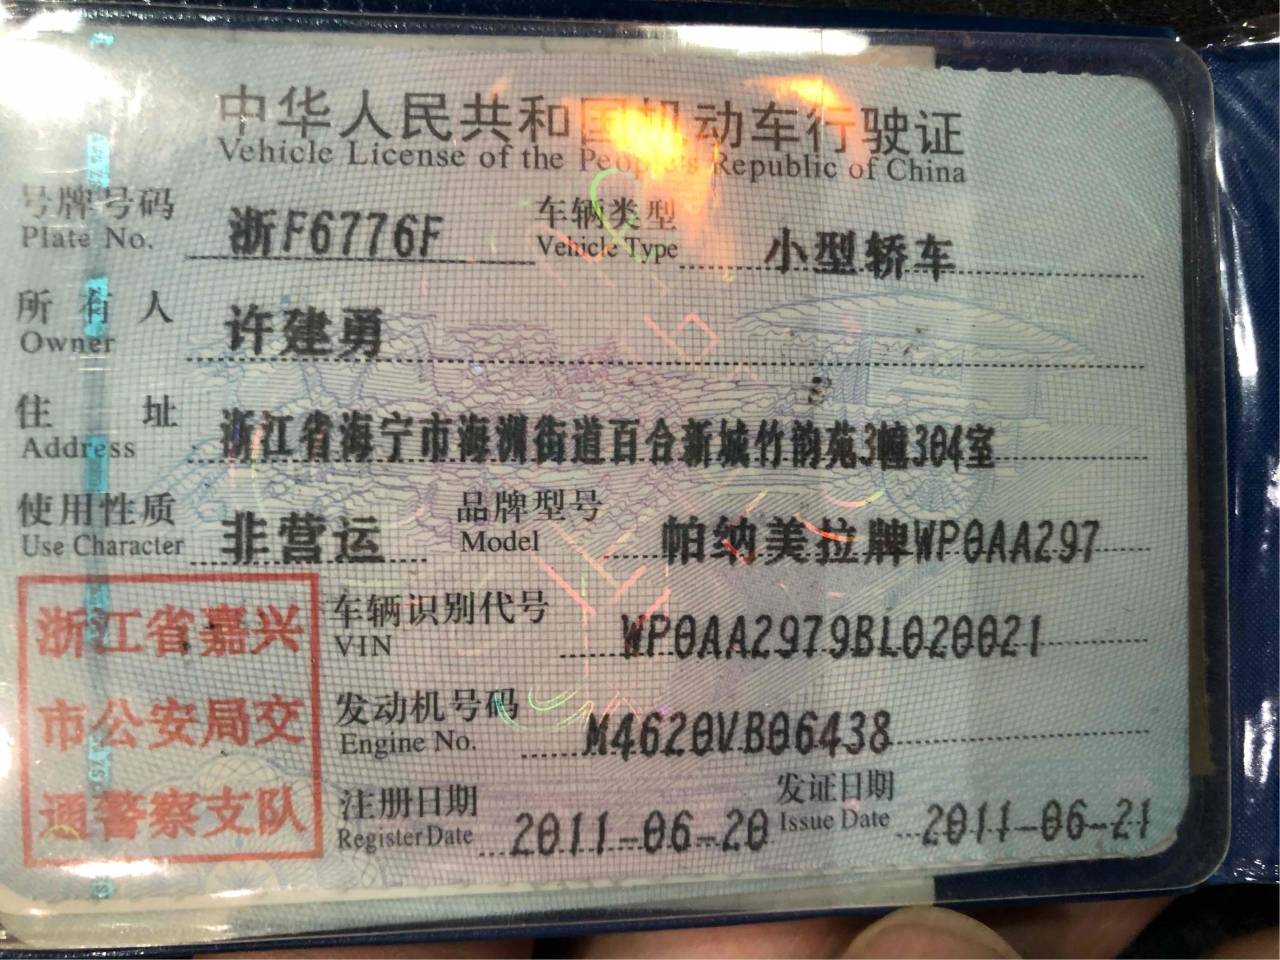 中华人民共和国机动车行驶证
Vehicle License of the People's Republic of China
号牌号码 浙F6776F 车辆类型 小型轿车
Plate No. Vehicle Type
所有人 许建勇
Owner
住址 浙江省海宁市海洲街道百合新城竹韵苑3幢304室
Address
使用性质 非营运 品牌型号 帕纳美拉牌WP0AA297
Use Character Model
车辆识别代号 WP0AA2979BL020021
VIN
发动机号码 M4620VB06438
Engine No.
注册日期 2011-06-20 发证日期 2011-06-21
Register Date Issue Date
浙江省嘉兴
市公安局交
通警察支队